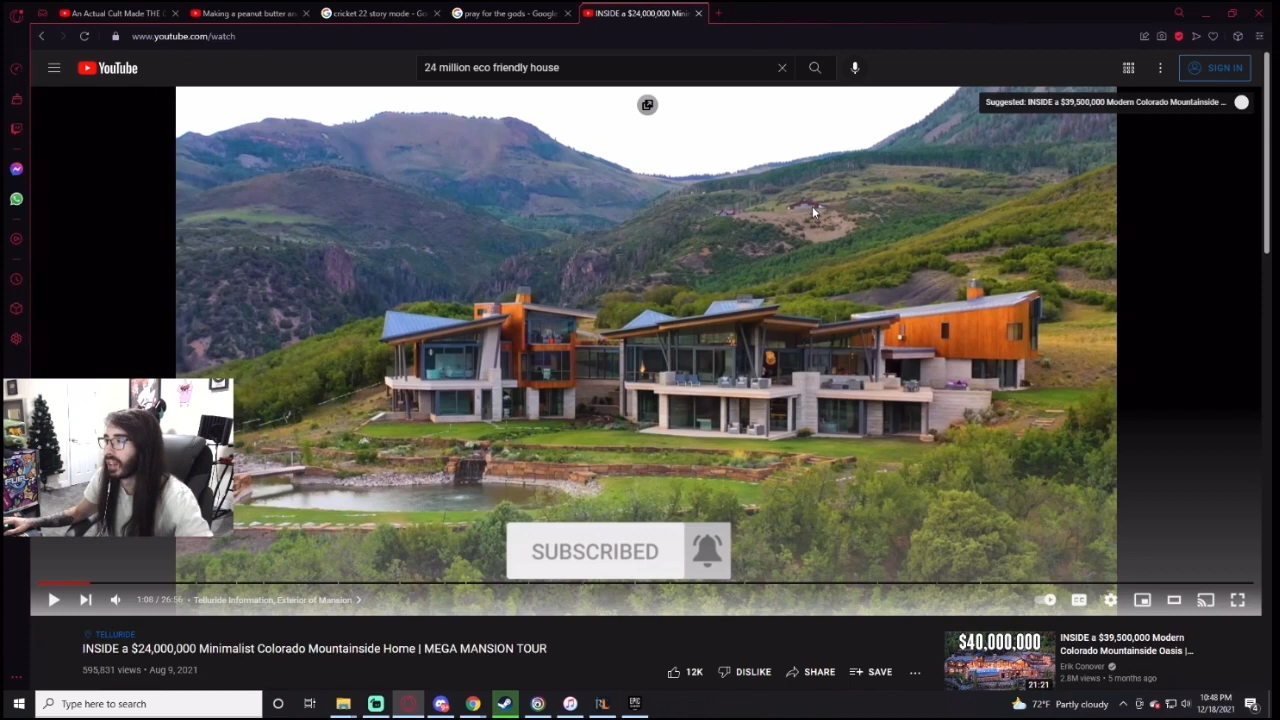 An Actual Cult Made THE C
Making a peanut butter an
cricket 22 story mode - Go
pray for the gods - Google
INSIDE a $24,000,000 Mini
www.youtube.com/watch
YouTube
24 million eco friendly house
SIGN IN
Suggested: INSIDE a $39,500,000 Modern Colorado Mountainside ...
SUBSCRIBED
1:08 / 26:56 • Telluride Information, Exterior of Mansion
TELLURIDE
INSIDE a $24,000,000 Minimalist Colorado Mountainside Home | MEGA MANSION TOUR
595,831 views • Aug 9, 2021
12K
DISLIKE
SHARE
SAVE
$40,000,000
21:21
INSIDE a $39,500,000 Modern
Colorado Mountainside Oasis |...
Erik Conover
2.8M views • 5 months ago
Type here to search
EPIC
72°F Partly cloudy
10:48 PM
12/18/2021